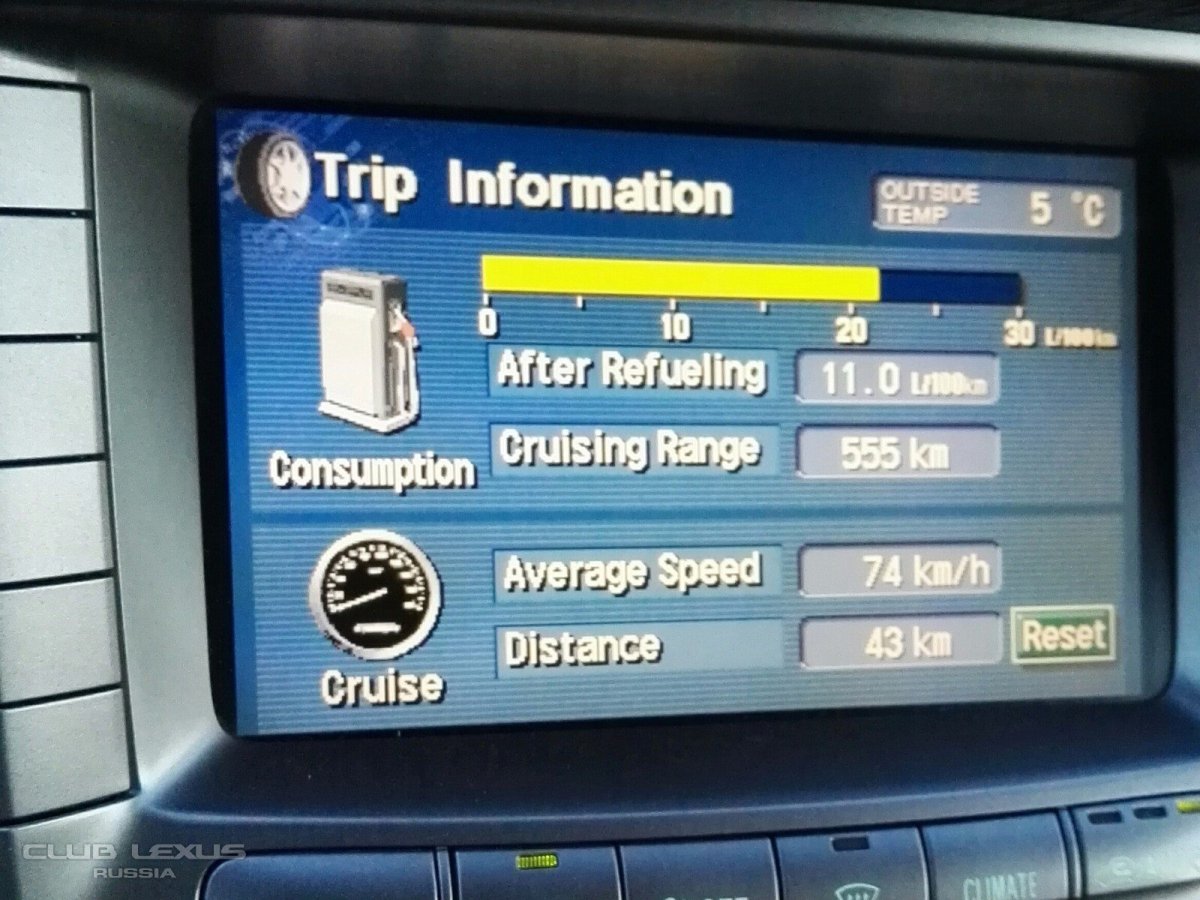 Trip Information
OUTSIDE TEMP 5 °C
0 10 20 30 L/100km
After Refueling 11.0 L/100km
Cruising Range 555 km
Consumption
Average Speed 74 km/h
Distance 43 km Reset
Cruise
CLUB LEXUS
RUSSIA
CLIMATE